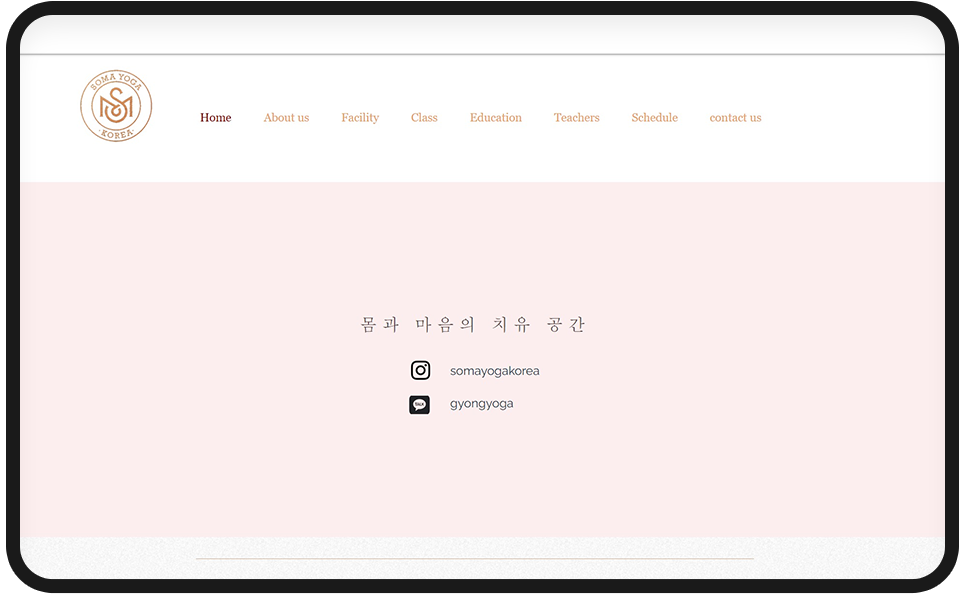 SOMA YOGA
SM
KOREA
Home About us Facility Class Education Teachers Schedule contact us
몸과 마음의 치유 공간
somayogakorea
TALK
gyongyoga